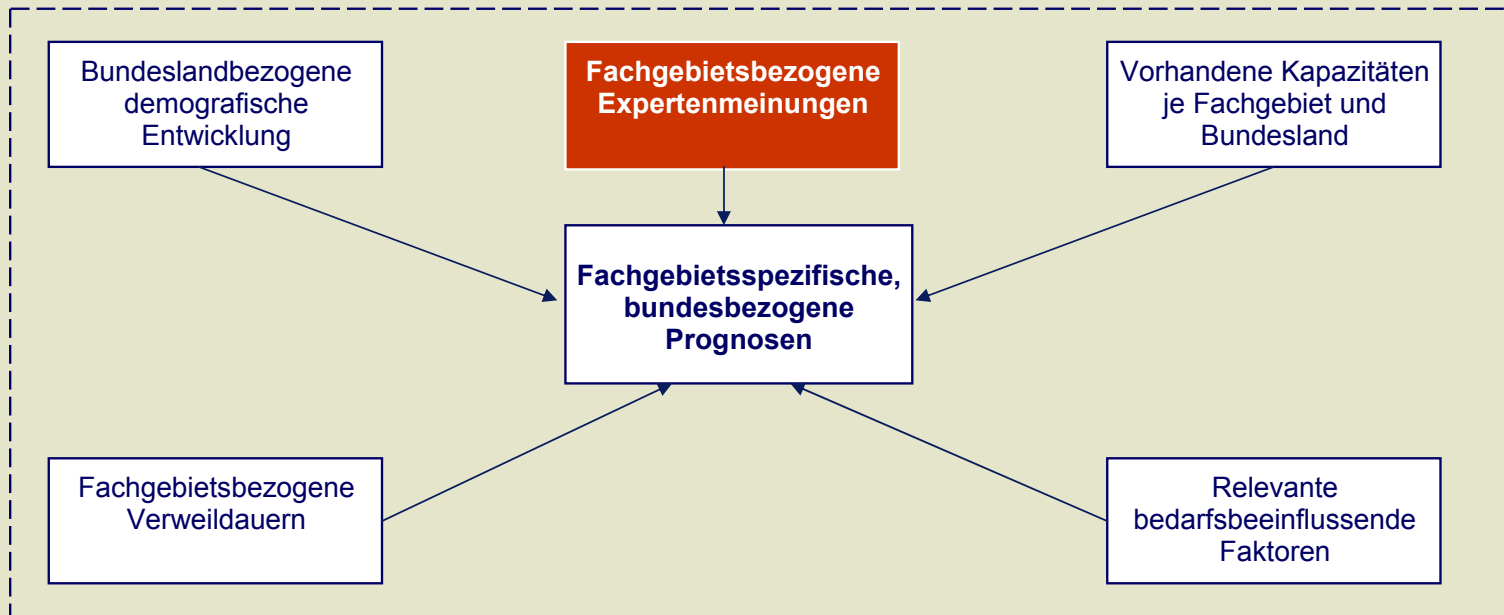 Bundeslandbezogene
demografische
Entwicklung
Fachgebietsbezogene
Expertenmeinungen
Vorhandene Kapazitäten
je Fachgebiet und
Bundesland
Fachgebietsspezifische,
bundesbezogene
Prognosen
Fachgebietsbezogene
Verweildauern
Relevante
bedarfsbeeinflussende
Faktoren